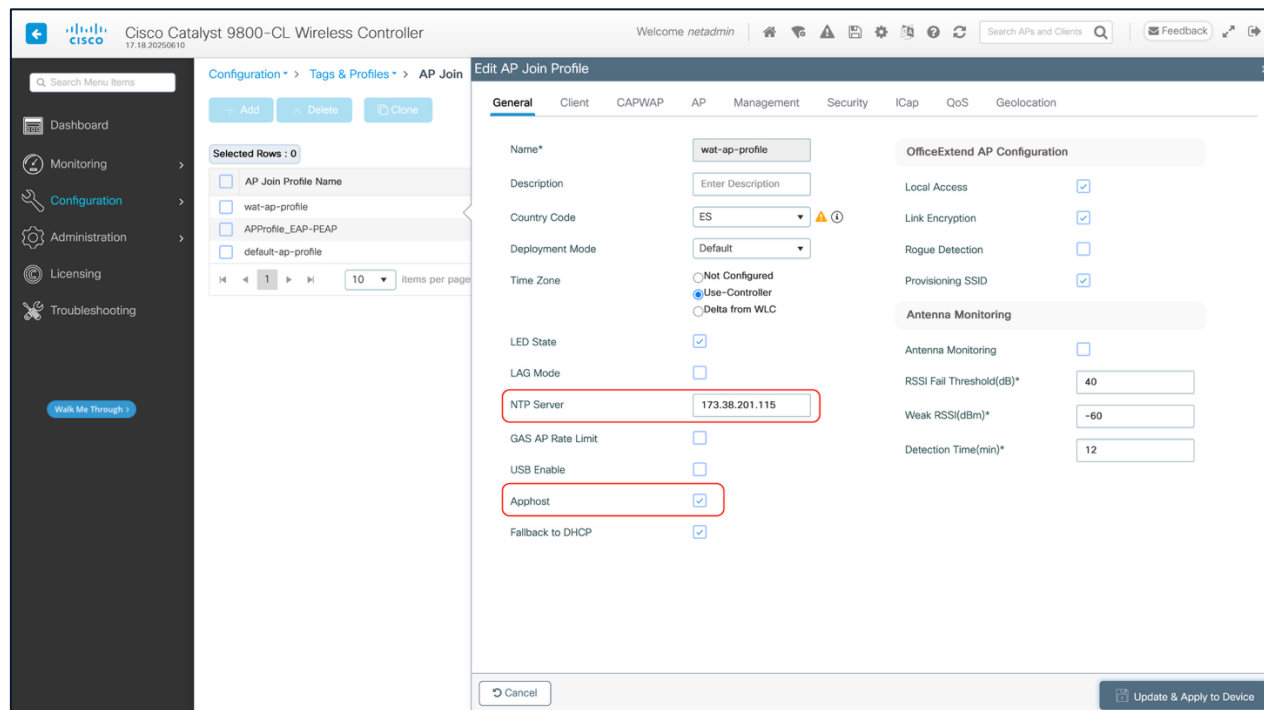 CISCO
Cisco Catalyst 9800-CL Wireless Controller
17.18.20250610
Welcome netadmin
Search APs and Clients
Feedback
Search Menu Items
Dashboard
Monitoring
Configuration
Administration
Licensing
Troubleshooting
Walk Me Through >
Configuration > Tags & Profiles > AP Join
+ Add
× Delete
Clone
Selected Rows : 0
AP Join Profile Name
wat-ap-profile
APProfile_EAP-PEAP
default-ap-profile
1
10
items per page
Edit AP Join Profile
General Client CAPWAP AP Management Security ICap QoS Geolocation
Name* wat-ap-profile
Description Enter Description
Country Code ES
Deployment Mode Default
Time Zone
Not Configured
Use-Controller
Delta from WLC
LED State
LAG Mode
NTP Server 173.38.201.115
GAS AP Rate Limit
USB Enable
Apphost
Fallback to DHCP
OfficeExtend AP Configuration
Local Access
Link Encryption
Rogue Detection
Provisioning SSID
Antenna Monitoring
Antenna Monitoring
RSSI Fail Threshold(dB)* 40
Weak RSSI(dBm)* -60
Detection Time(min)* 12
Cancel
Update & Apply to Device